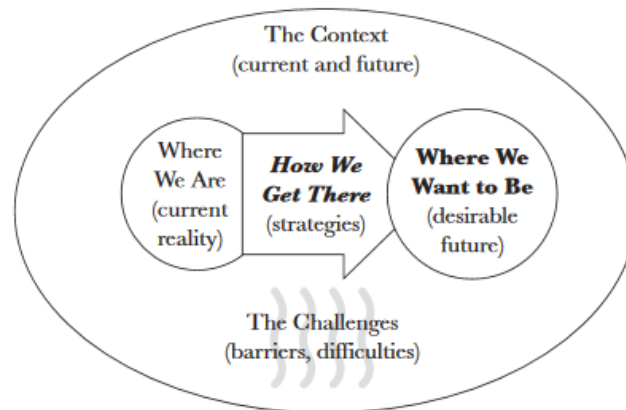 The Context
(current and future)
Where
We Are
(current
reality)
How We
Get There
(strategies)
Where We
Want to Be
(desirable
future)
The Challenges
(barriers, difficulties)